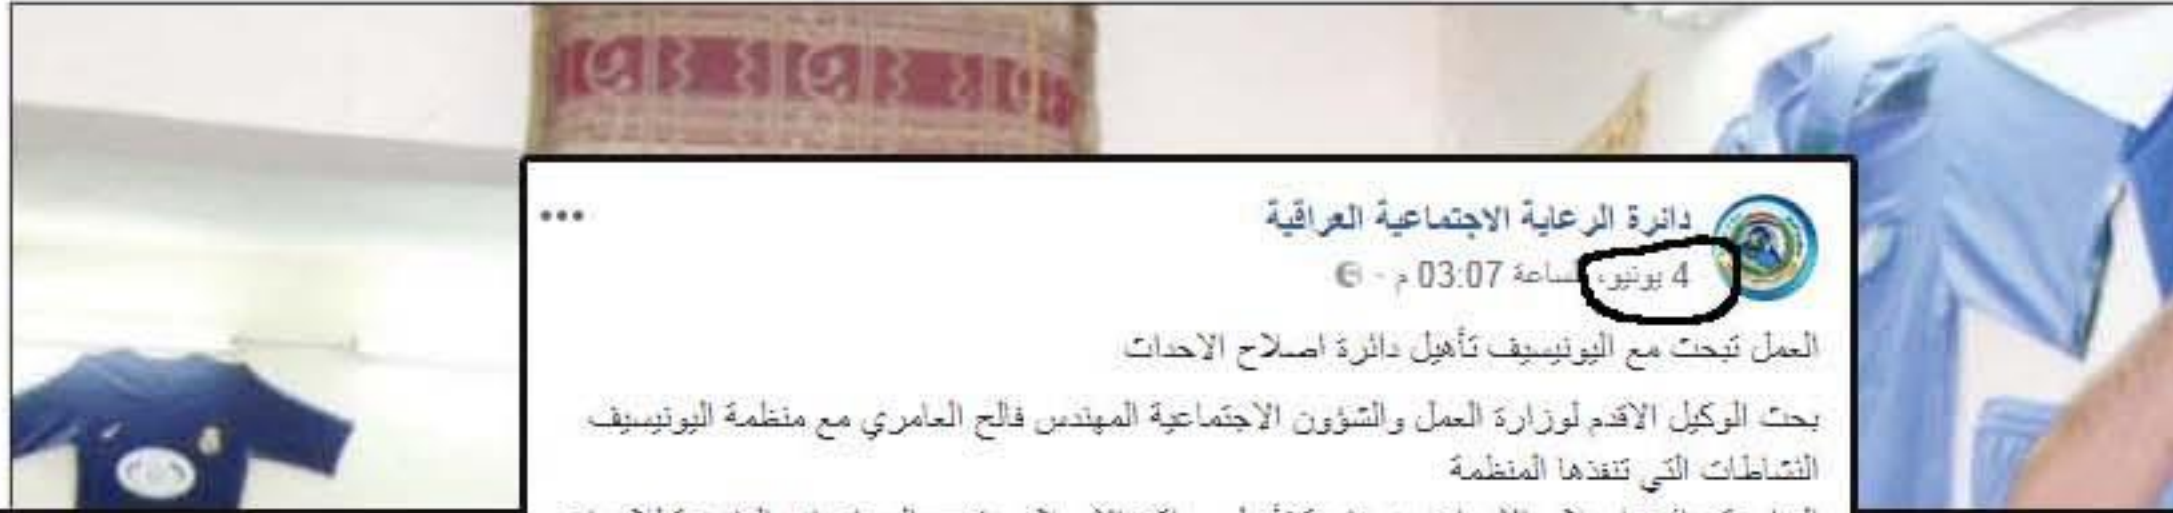 دائرة الرعاية الاجتماعية العراقية
4 يونيو، الساعة 03:07 م
العمل تبحث مع اليونيسيف تأهيل دائرة اصلاح الاحداث
بحث الوكيل الاقدم لوزارة العمل والشؤون الاجتماعية المهندس فالح العامري مع منظمة اليونيسيف
النشاطات التي تنفذها المنظمة